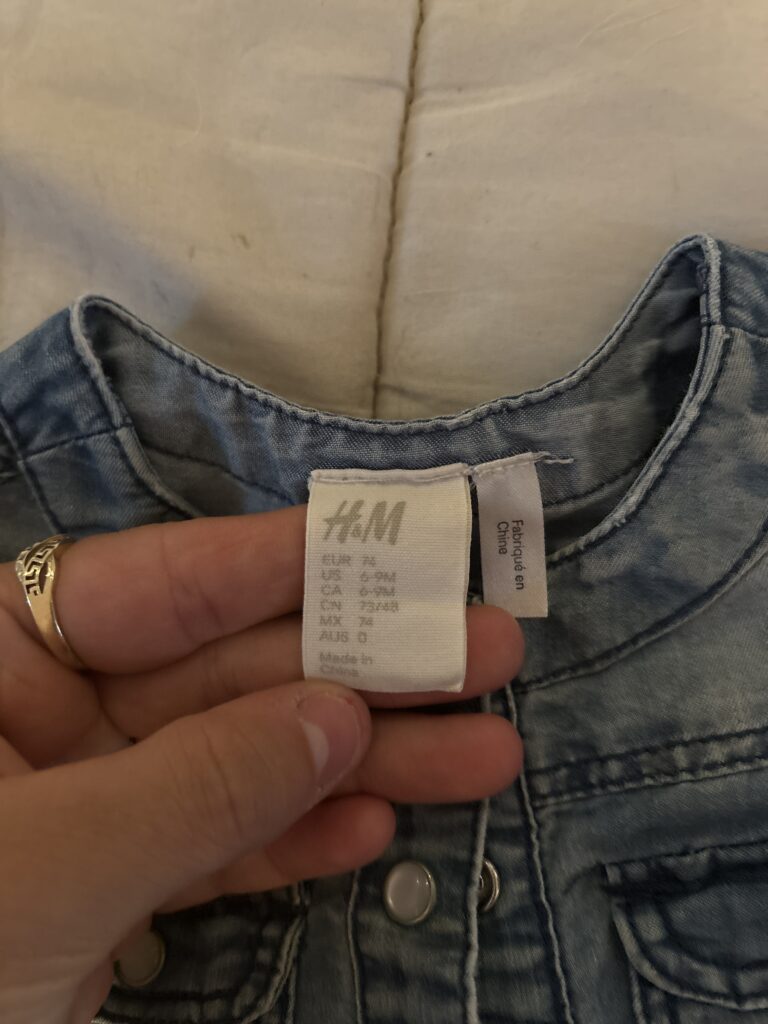 H&M
EUR 74
US 6-9M
CA 6-9M
CN 73/48
MX 74
AUS 0
Made in
China
Fabriqué en
Chine